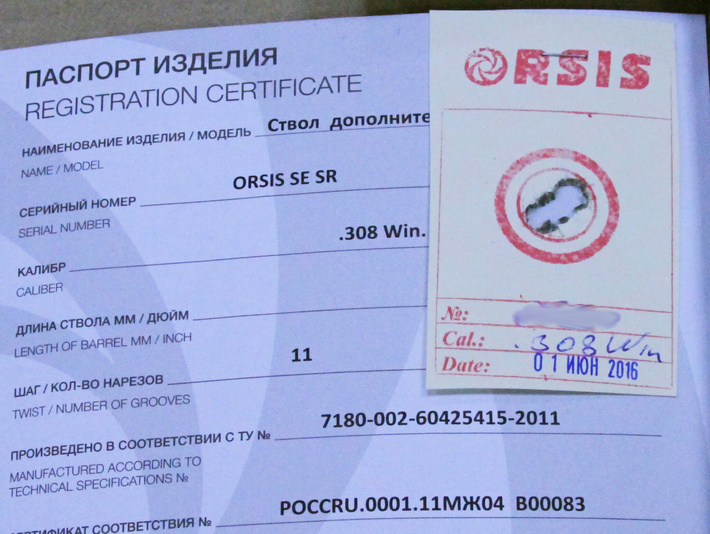 ПАСПОРТ ИЗДЕЛИЯ
REGISTRATION CERTIFICATE
НАИМЕНОВАНИЕ ИЗДЕЛИЯ / МОДЕЛЬ Ствол дополните
NAME / MODEL
ORSIS SE SR
СЕРИЙНЫЙ НОМЕР
SERIAL NUMBER
.308 Win.
КАЛИБР
CALIBER
ДЛИНА СТВОЛА ММ / ДЮЙМ
LENGTH OF BARREL MM / INCH
11
ШАГ / КОЛ-ВО НАРЕЗОВ
TWIST / NUMBER OF GROOVES
7180-002-60425415-2011
ПРОИЗВЕДЕНО В СООТВЕТСТВИИ С ТУ №
MANUFACTURED ACCORDING TO
TECHNICAL SPECIFICATIONS №
РОССRU.0001.11МЖ04 В00083
ЕРТИФИКАТ СООТВЕТСТВИЯ №
ORSIS
№:
Cal.: .308 Win
Date: 01 ИЮН 2016